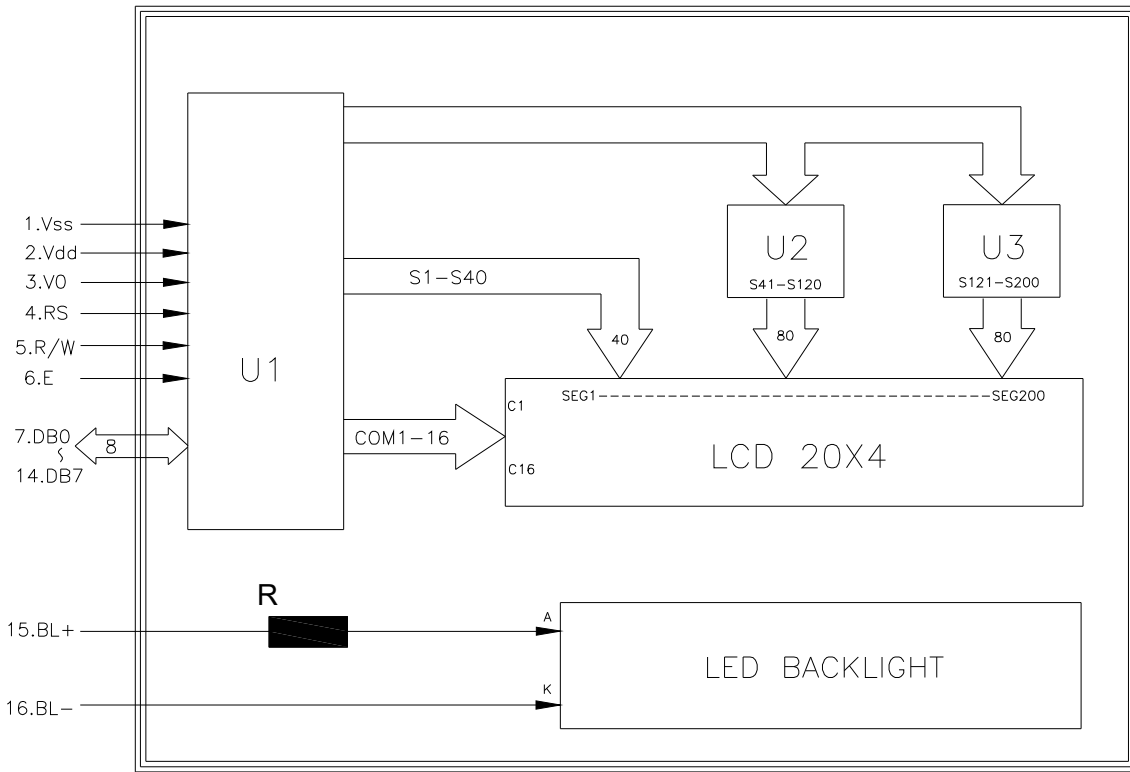 1.Vss
2.Vdd
3.VO
4.RS
5.R/W
6.E
7.DB0
14.DB7
8
U1
S1-S40
40
COM1-16
U2
S41-S120
80
U3
S121-S200
80
SEG1--------------------------------------SEG200
C1
C16
LCD 20X4
R
15.BL+
A
16.BL-
K
LED BACKLIGHT